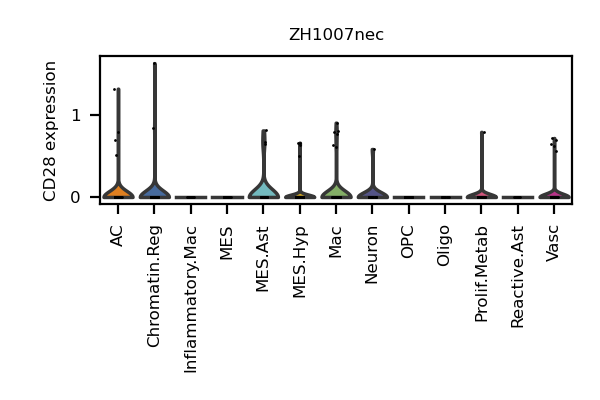 ZH1007nec
CD28 expression
1
0
AC
Chromatin.Reg
Inflammatory.Mac
MES
MES.Ast
MES.Hyp
Mac
Neuron
OPC
Oligo
Prolif.Metab
Reactive.Ast
Vasc